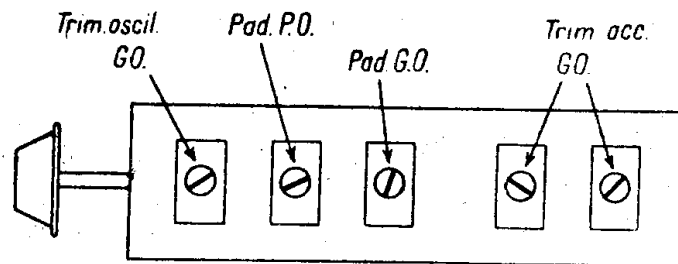 Trim.oscil.
GO.
Pad. P.O.
Pad. G.O.
Trim acc.
GO.